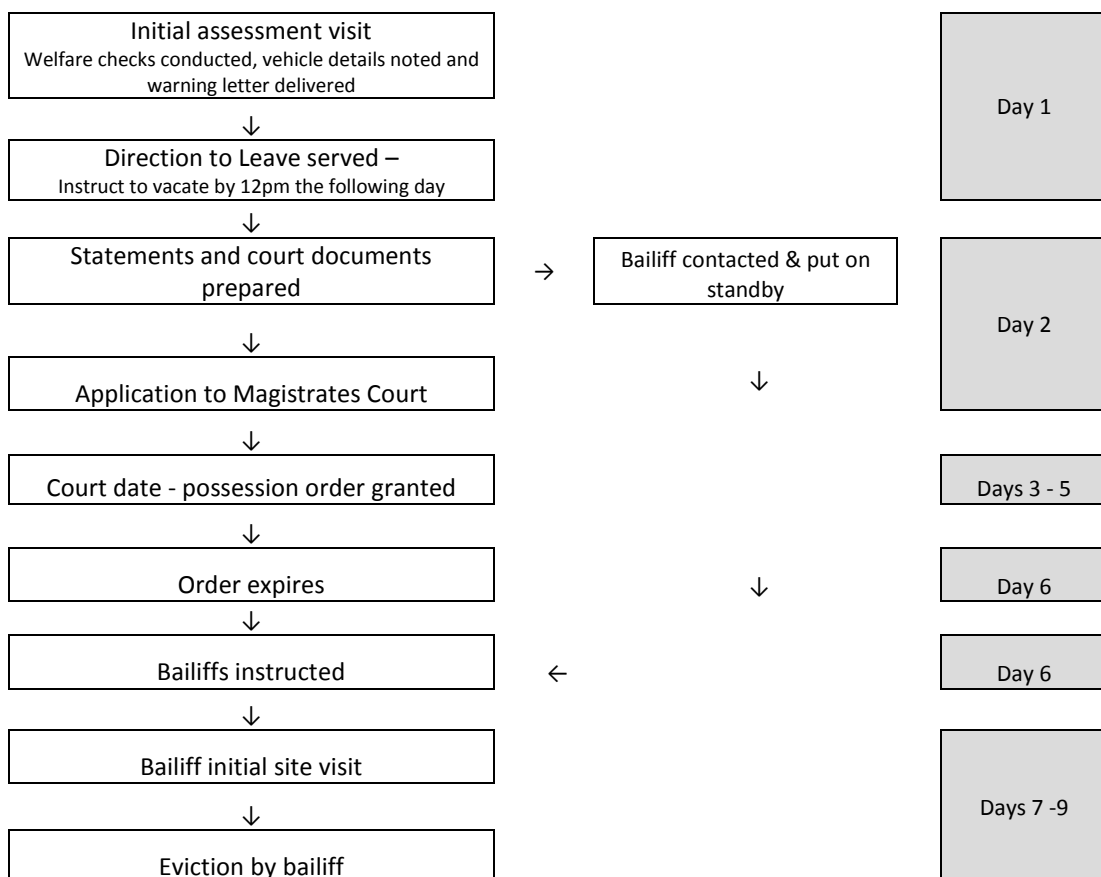 Initial assessment visit
Welfare checks conducted, vehicle details noted and
warning letter delivered
Day 1
↓
Direction to Leave served –
Instruct to vacate by 12pm the following day
↓
Statements and court documents
prepared
→
Bailiff contacted & put on
standby
Day 2
↓
Application to Magistrates Court
↓
↓
Court date - possession order granted
Days 3 - 5
↓
Order expires
↓
Day 6
↓
Bailiffs instructed
←
Day 6
↓
Bailiff initial site visit
Days 7 -9
↓
Eviction by bailiff